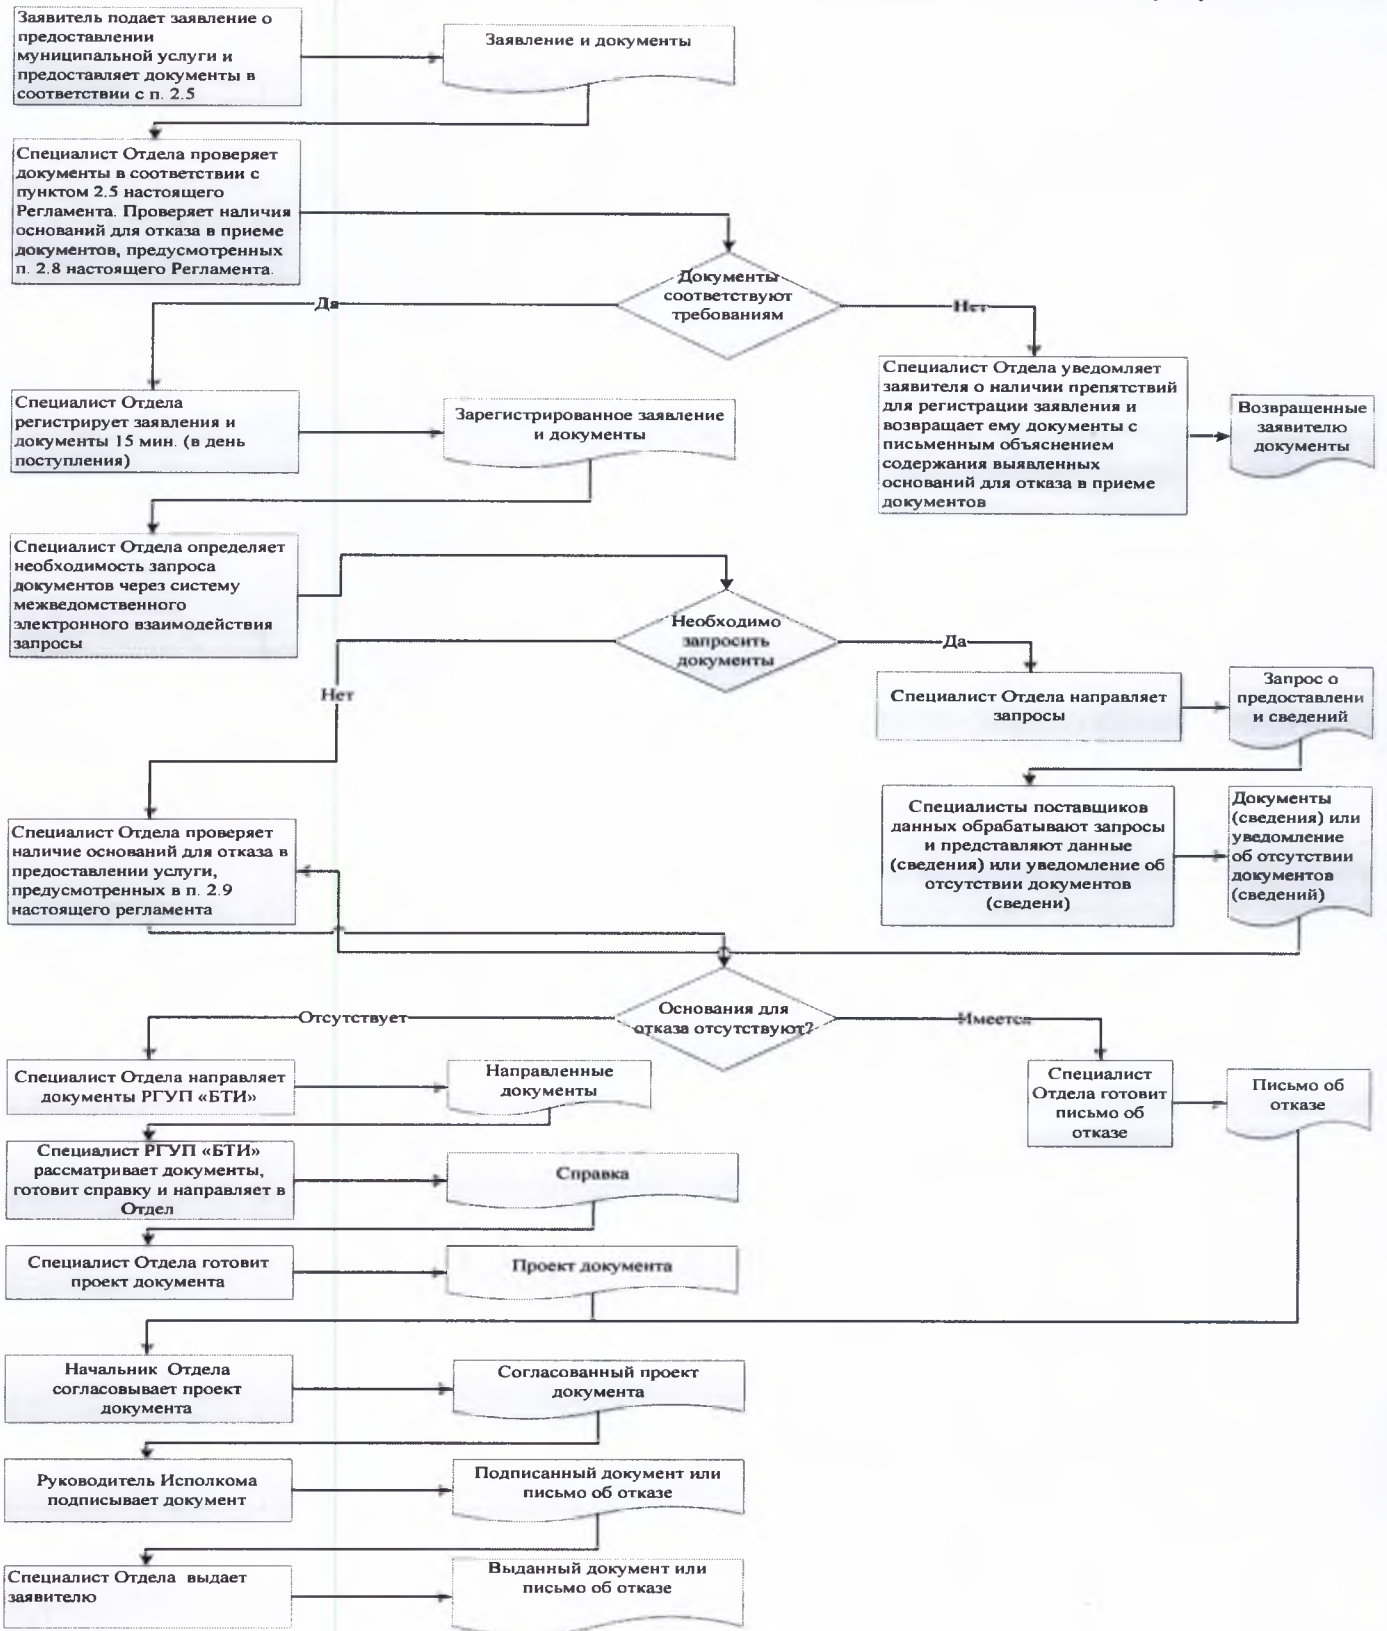 Заявитель подает заявление о
предоставлении
муниципальной услуги и
предоставляет документы в
соответствии с п. 2.5
Заявление и документы
Специалист Отдела проверяет
документы в соответствии с
пунктом 2.5 настоящего
Регламента. Проверяет наличия
оснований для отказа в приеме
документов, предусмотренных
п. 2.8 настоящего Регламента.
Документы
соответствуют
требованиям
Да
Нет
Специалист Отдела
регистрирует заявления и
документы 15 мин. (в день
поступления)
Зарегистрированное заявление
и документы
Специалист Отдела уведомляет
заявителя о наличии препятствий
для регистрации заявления и
возвращает ему документы с
письменным объяснением
содержания выявленных
оснований для отказа в приеме
документов
Возвращенные
заявителю
документы
Специалист Отдела определяет
необходимость запроса
документов через систему
межведомственного
электронного взаимодействия
запросы
Необходимо
запросить
документы
Да
Нет
Специалист Отдела направляет
запросы
Запрос о
предоставлени
и сведений
Специалисты поставщиков
данных обрабатывают запросы
и представляют данные
(сведения) или уведомление об
отсутствии документов
(сведени)
Документы
(сведения) или
уведомление
об отсутствии
документов
(сведений)
Специалист Отдела проверяет
наличие оснований для отказа в
предоставлении услуги,
предусмотренных в п. 2.9
настоящего регламента
Основания для
отказа отсутствуют?
Отсутствует
Имеется
Специалист Отдела направляет
документы РГУП «БТИ»
Направленные
документы
Специалист
Отдела готовит
письмо об
отказе
Письмо об
отказе
Специалист РГУП «БТИ»
рассматривает документы,
готовит справку и направляет в
Отдел
Справка
Специалист Отдела готовит
проект документа
Проект документа
Начальник Отдела
согласовывает проект
документа
Согласованный проект
документа
Руководитель Исполкома
подписывает документ
Подписанный документ или
письмо об отказе
Специалист Отдела выдает
заявителю
Выданный документ или
письмо об отказе